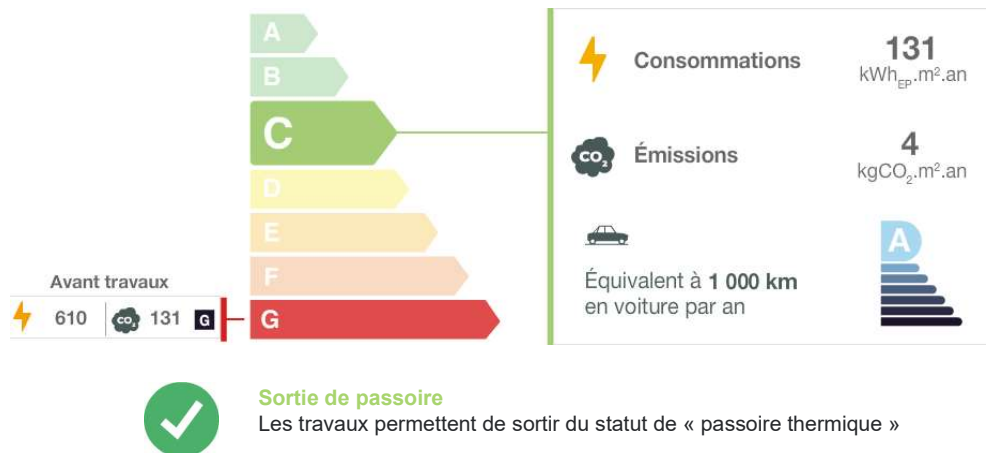 A
B
C
D
E
F
G
Avant travaux
610 CO2 131 G
Consommations
131
kWhEP.m².an
CO2 Émissions
4
kgCO2.m².an
A
Équivalent à 1 000 km
en voiture par an
Sortie de passoire
Les travaux permettent de sortir du statut de « passoire thermique »